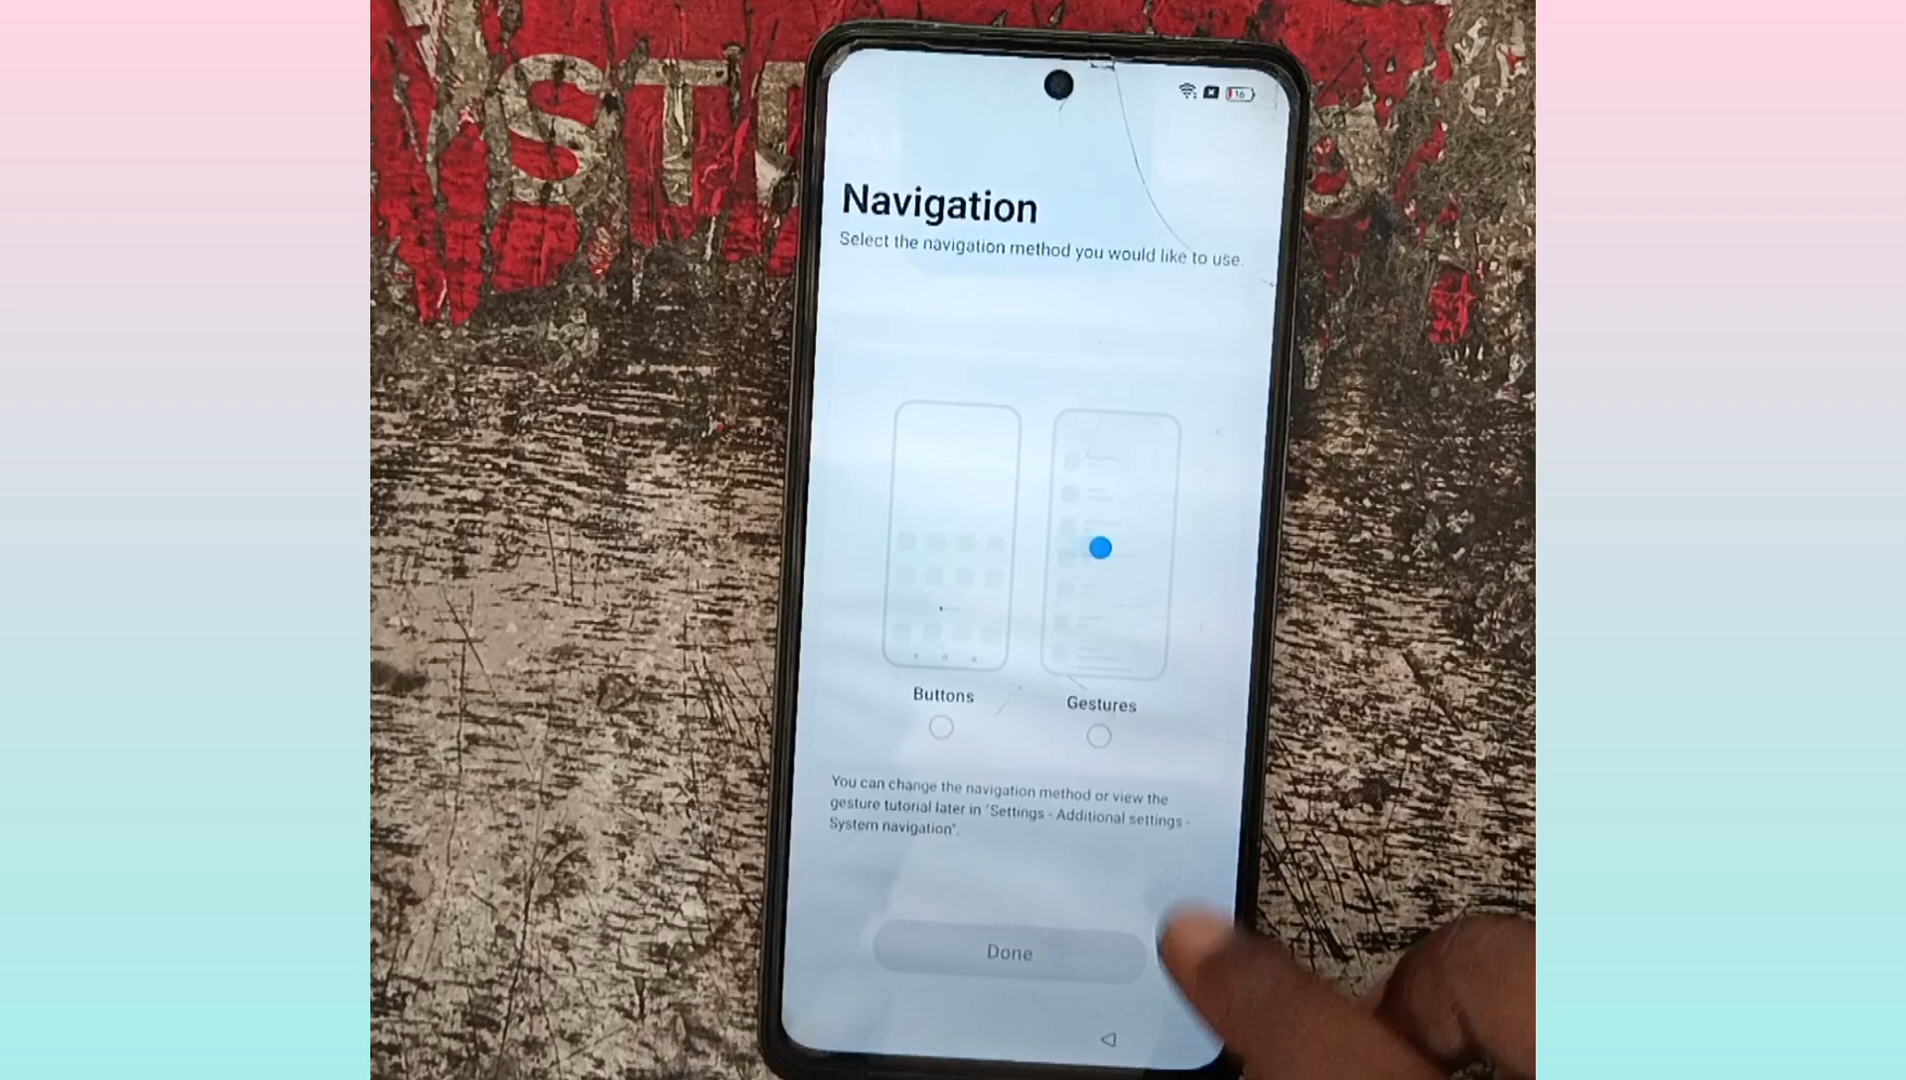 16
Navigation
Select the navigation method you would like to use.
Buttons
Gestures
You can change the navigation method or view the
gesture tutorial later in "Settings - Additional settings -
System navigation".
Done